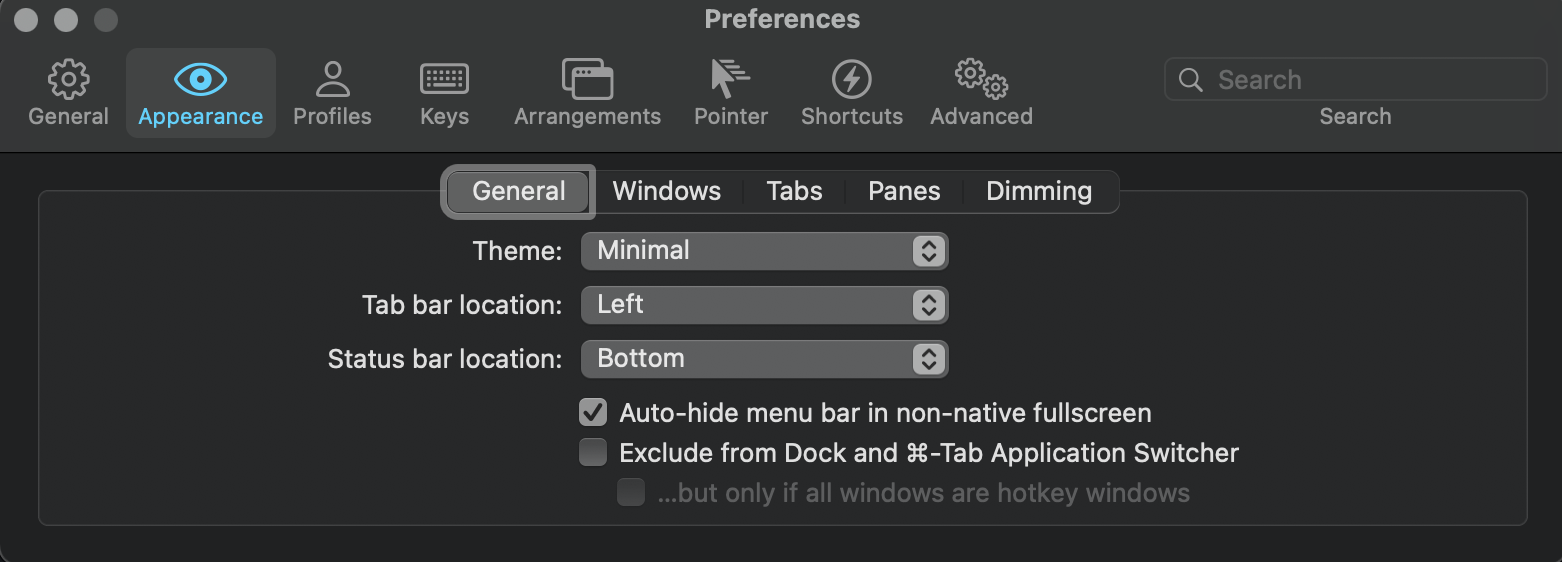 Preferences
General Appearance Profiles Keys Arrangements Pointer Shortcuts Advanced Search
Search
General Windows Tabs Panes Dimming
Theme: Minimal
Tab bar location: Left
Status bar location: Bottom
Auto-hide menu bar in non-native fullscreen
Exclude from Dock and ⌘-Tab Application Switcher
...but only if all windows are hotkey windows